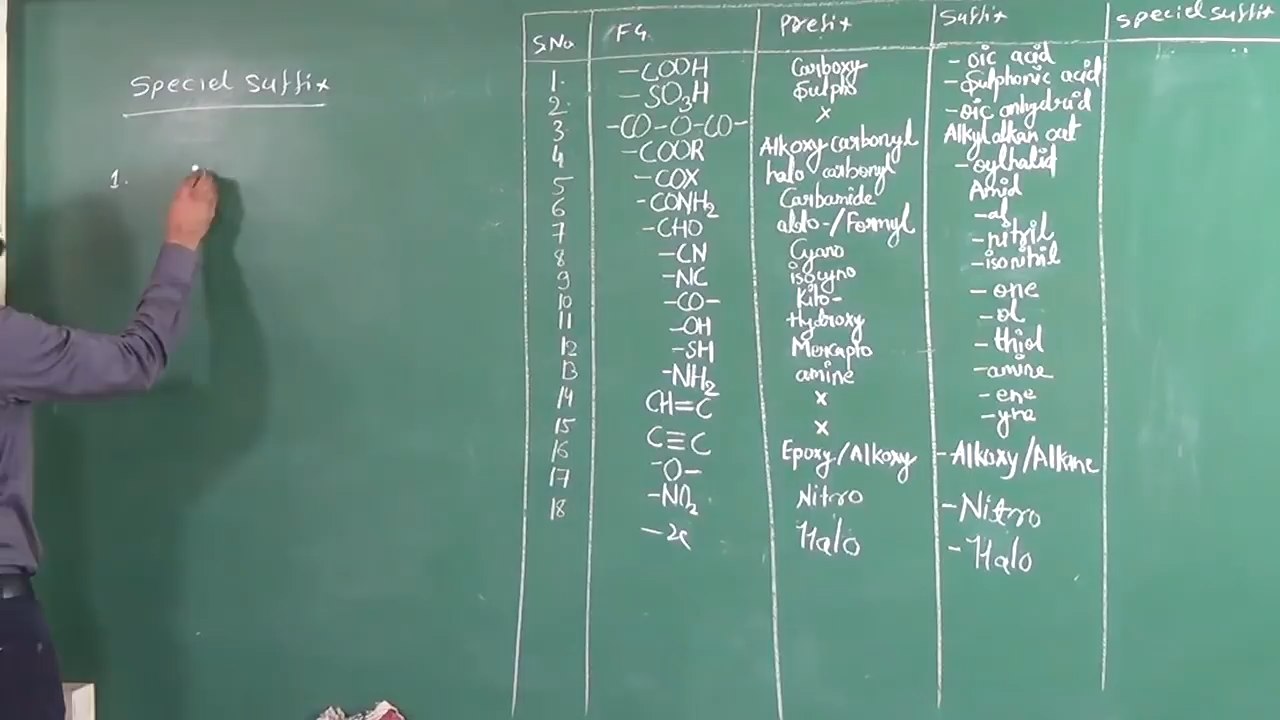 Special Suffix
1.
S.No FG Prefix Suffix Special Suffix
1. -COOH Carboxy - oic acid
2. -SO3H Sulpho - Sulphonic acid
3 -CO-O-CO- x -oic anhydrid
4 -COOR Alkoxy carbonyl Alkyl alkan oat
5 -COX halo carbonyl - oylhalid
6 -CONH2 Carbamide Amid
7 -CHO aldo-/Formyl -al
8 -CN Cyano -nitril
9 -NC isocyno -isonitril
10 -CO- Kito- - one
11 -OH Hydroxy - ol
12 -SH Mercapto - thiol
13 -NH2 amine -amine
14 CH=C x - ene
15 C≡C x -yne
16 -O- Epoxy/Alkoxy -Alkoxy/Alkane
17 -NO2 Nitro -Nitro
18 Halo -Halo